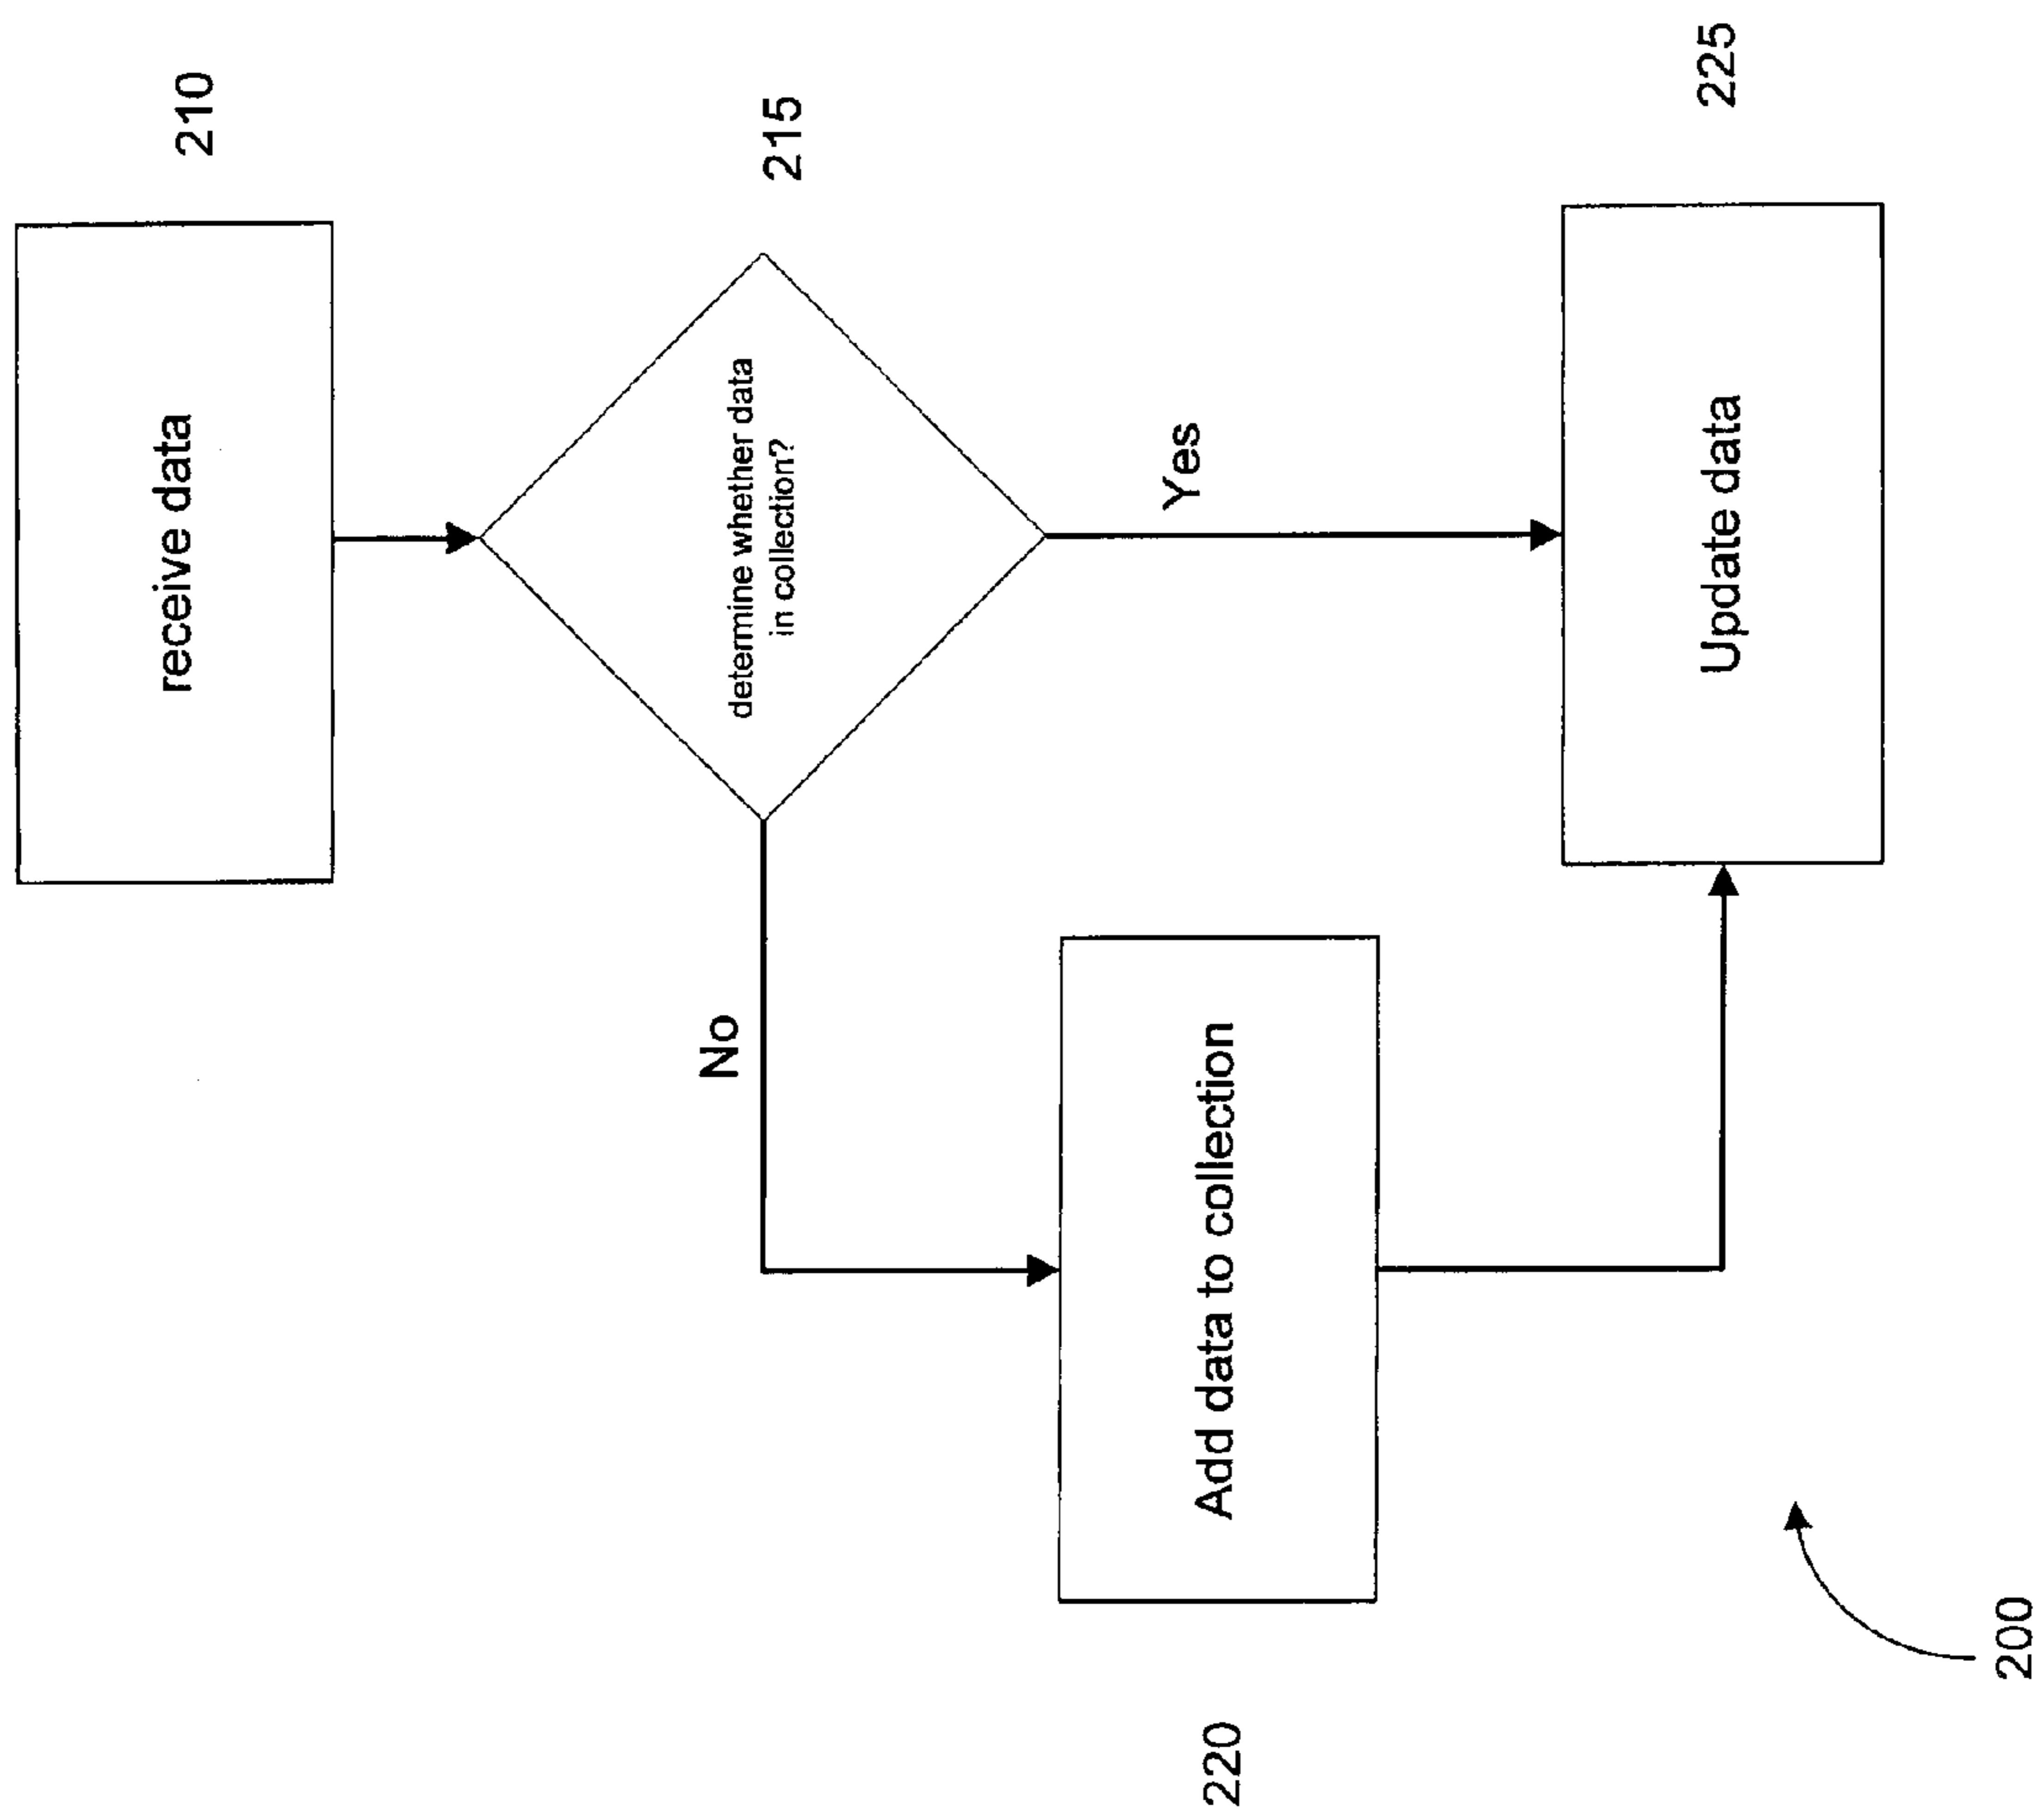 receive data
210
determine whether data
in collection?
215
No
Yes
Add data to collection
220
Update data
225
200